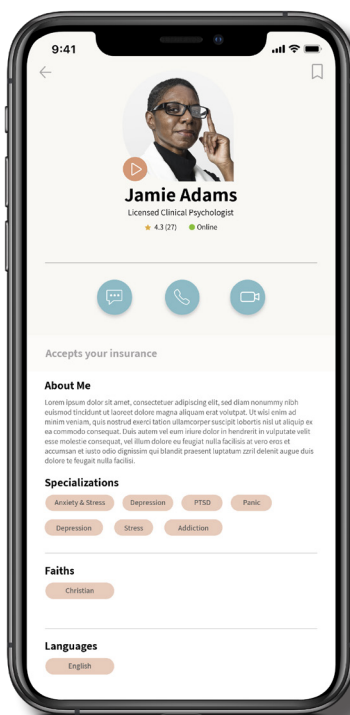 9:41
Jamie Adams
Licensed Clinical Psychologist
4.3 (27) Online
Accepts your insurance
About Me
Lorem ipsum dolor sit amet, consectetuer adipiscing elit, sed diam nonummy nibh
euismod tincidunt ut laoreet dolore magna aliquam erat volutpat. Ut wisi enim ad
minim veniam, quis nostrud exerci tation ullamcorper suscipit lobortis nisl ut aliquip ex
ea commodo consequat. Duis autem vel eum iriure dolor in hendrerit in vulputate velit
esse molestie consequat, vel illum dolore eu feugiat nulla facilisis at vero eros et
accumsan et iusto odio dignissim qui blandit praesent luptatum zzril delenit augue duis
dolore te feugait nulla facilisi.
Specializations
Anxiety & Stress Depression PTSD Panic
Depression Stress Addiction
Faiths
Christian
Languages
English